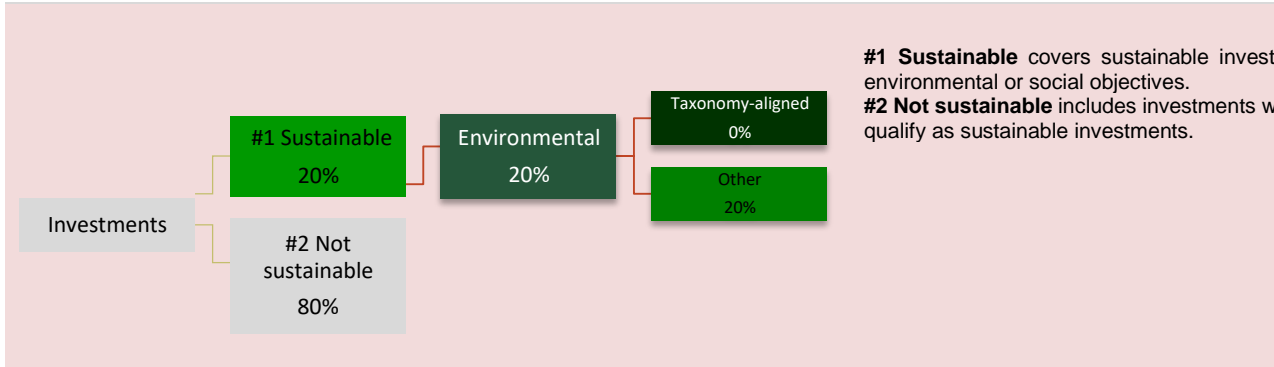 Investments
#1 Sustainable
20%
#2 Not
sustainable
80%
Environmental
20%
Taxonomy-aligned
0%
Other
20%
#1 Sustainable covers sustainable
environmental or social objectives.
#2 Not sustainable includes investments
qualify as sustainable investments.